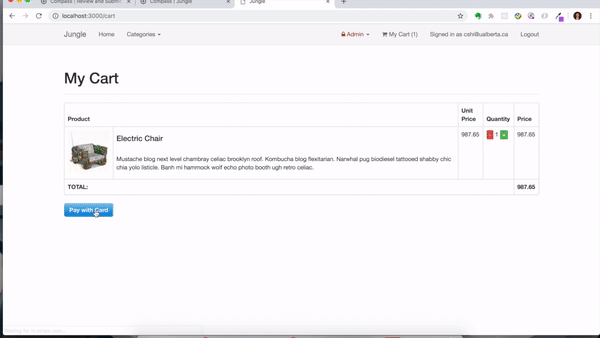 Compass | Review and Submi
Compass | Jungle
Jungle
localhost:3000/cart
Jungle Home Categories Admin My Cart (1) Signed in as cshi@ualberta.ca Logout
My Cart
Product Unit Price Quantity Price
Electric Chair 987.65 1 987.65
Mustache blog next level chambray celiac brooklyn roof. Kombucha blog flexitarian. Narwhal pug biodiesel tattooed shabby chic
chia yolo listicle. Banh mi hammock wolf echo photo booth ugh retro celiac.
TOTAL: 987.65
Pay with Card